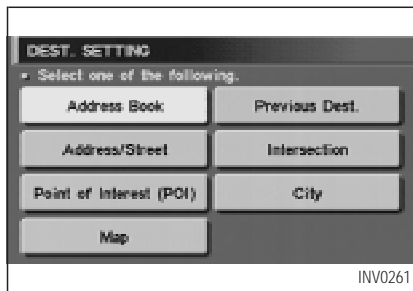 DEST. SETTING
Select one of the following.
Address Book Previous Dest.
Address/Street Intersection
Point of Interest (POI) City
Map
INV0261